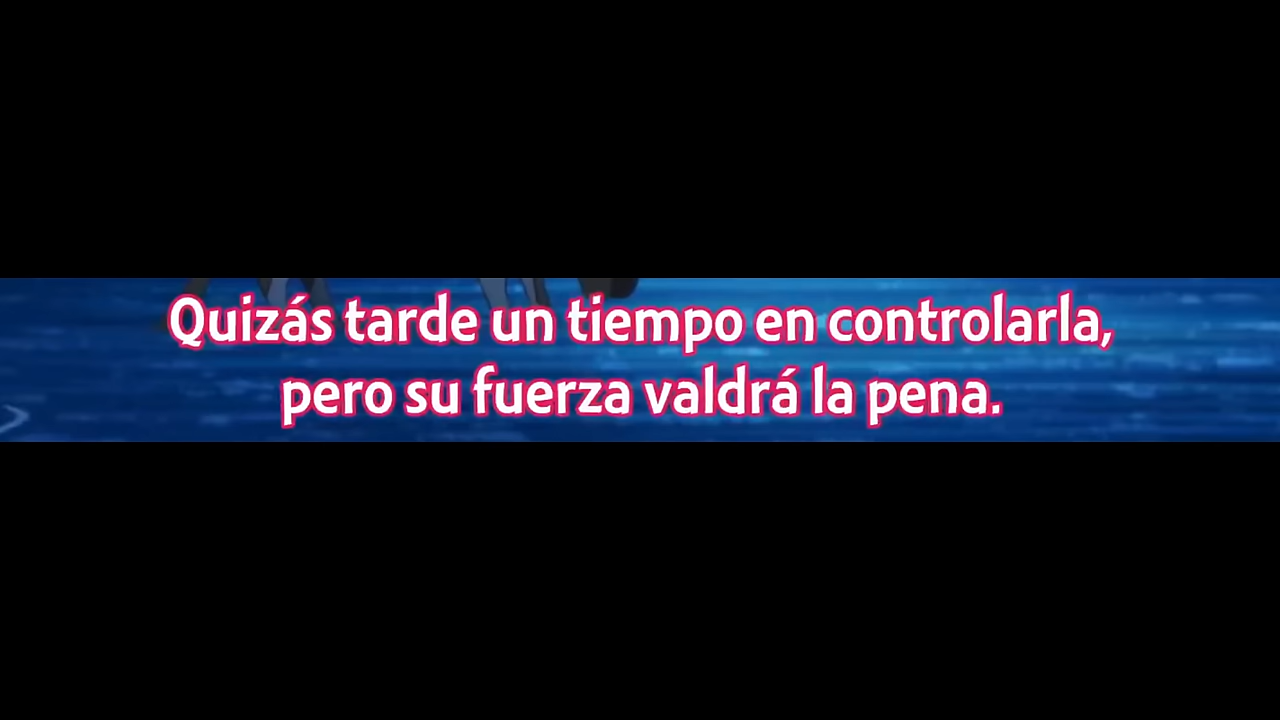 Quizás tarde un tiempo en controlarla,
pero su fuerza valdrá la pena.